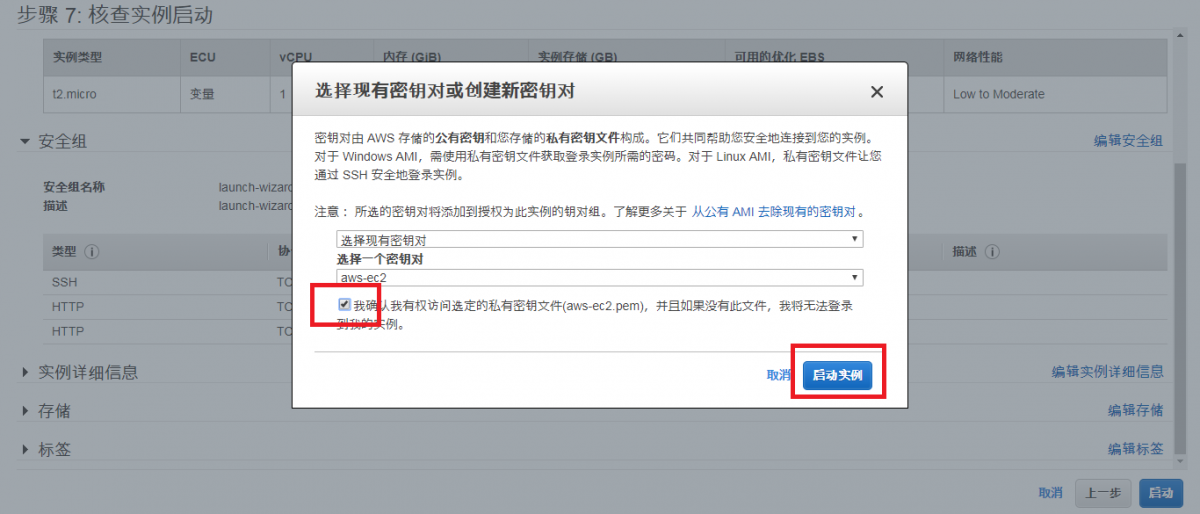 步骤 7: 核查实例启动
实例类型 ECU vCPU 内存 (GiB) 实例存储 (GB) 可用的优化 EBS 网络性能
t2.micro 变量 1 Low to Moderate
选择现有密钥对或创建新密钥对
密钥对由 AWS 存储的公有密钥和您存储的私有密钥文件构成。它们共同帮助您安全地连接到您的实例。
对于 Windows AMI，需使用私有密钥文件获取登录实例所需的密码。对于 Linux AMI，私有密钥文件让您
通过 SSH 安全地登录实例。
注意： 所选的密钥对将添加到授权为此实例的钥对组。了解更多关于 从公有 AMI 去除现有的密钥对 。
选择现有密钥对
选择一个密钥对
aws-ec2
我确认我有权访问选定的私有密钥文件(aws-ec2.pem)，并且如果没有此文件，我将无法登录
到我的实例。
取消 启动实例
安全组 编辑安全组
安全组名称 launch-wizard
描述 launch-wizard
类型 协 描述
SSH TC
HTTP TC
HTTP TC
实例详细信息 编辑实例详细信息
存储 编辑存储
标签 编辑标签
取消 上一步 启动